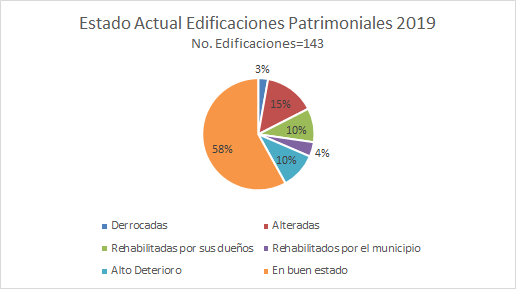 Estado Actual Edificaciones Patrimoniales 2019
No. Edificaciones=143
3%
15%
10%
4%
10%
58%
Derrocadas
Alteradas
Rehabilitadas por sus dueños
Rehabilitados por el municipio
Alto Deterioro
En buen estado